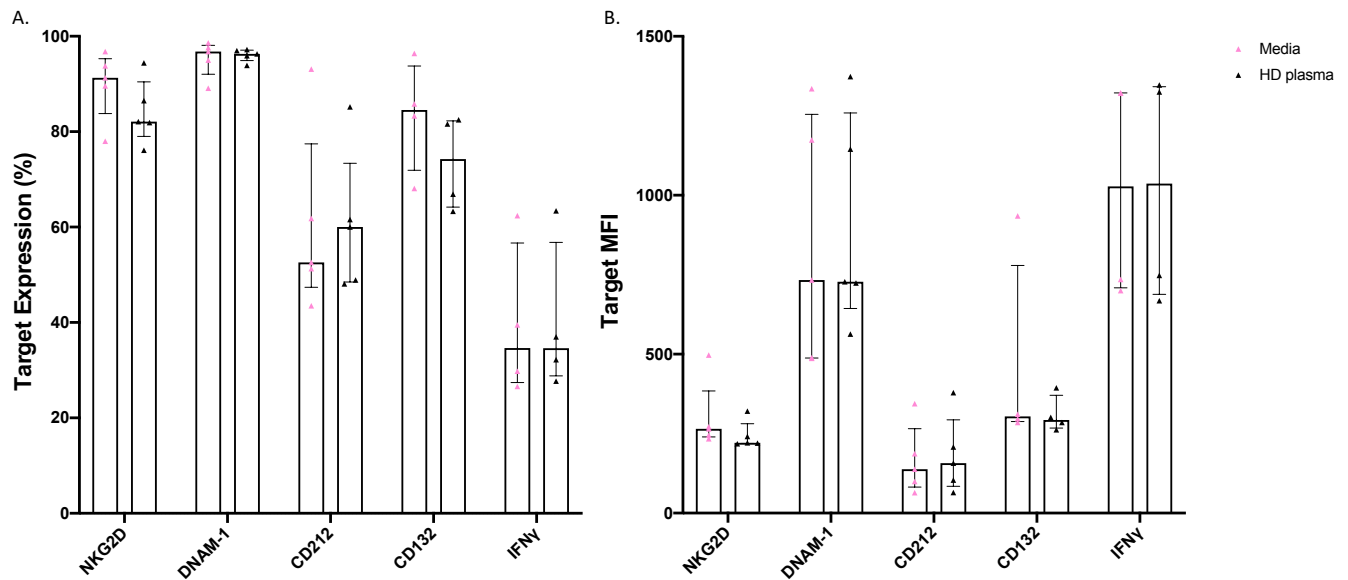 A.
Target Expression (%)
100
80
60
40
20
0
NKG2D
DNAM-1
CD212
CD132
IFNγ
B.
Target MFI
1500
1000
500
0
NKG2D
DNAM-1
CD212
CD132
IFNγ
Media
HD plasma